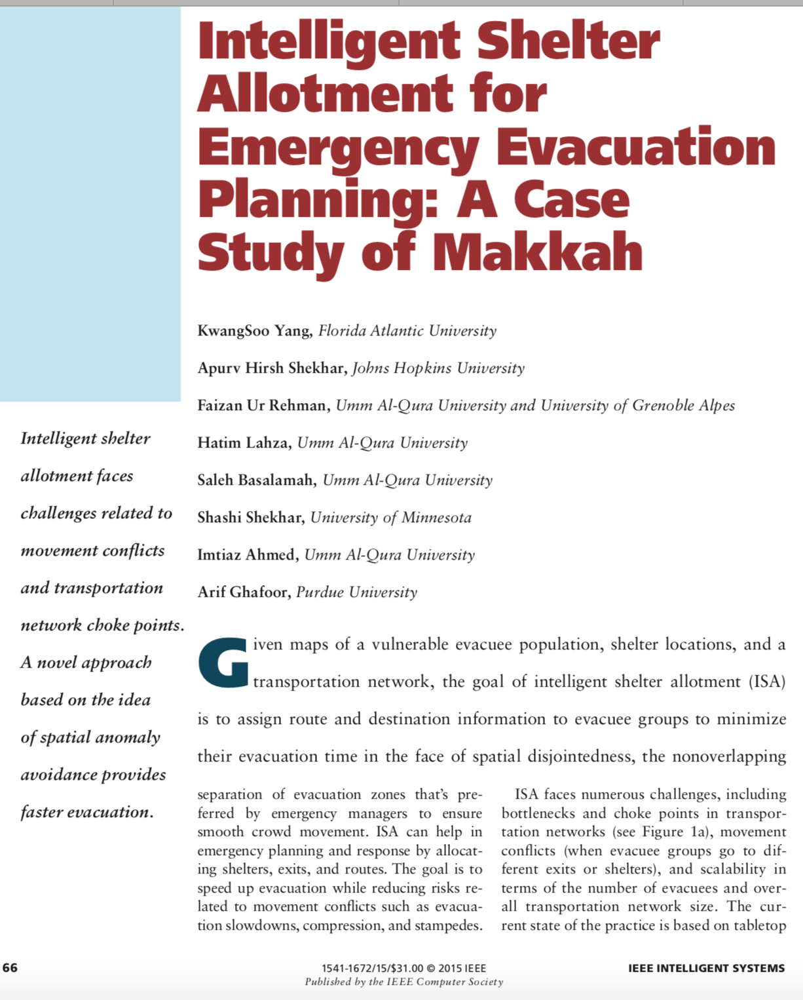 Intelligent Shelter
Allotment for
Emergency Evacuation
Planning: A Case
Study of Makkah
KwangSoo Yang, Florida Atlantic University
Apurv Hirsh Shekhar, Johns Hopkins University
Faizan Ur Rehman, Umm Al-Qura University and University of Grenoble Alpes
Hatim Lahza, Umm Al-Qura University
Saleh Basalamah, Umm Al-Qura University
Shashi Shekhar, University of Minnesota
Imtiaz Ahmed, Umm Al-Qura University
Arif Ghafoor, Purdue University
Intelligent shelter
allotment faces
challenges related to
movement conflicts
and transportation
network choke points.
A novel approach
based on the idea
of spatial anomaly
avoidance provides
faster evacuation.
Given maps of a vulnerable evacuee population, shelter locations, and a
transportation network, the goal of intelligent shelter allotment (ISA)
is to assign route and destination information to evacuee groups to minimize
their evacuation time in the face of spatial disjointedness, the nonoverlapping
separation of evacuation zones that's pre-
ferred by emergency managers to ensure
smooth crowd movement. ISA can help in
emergency planning and response by allocat-
ing shelters, exits, and routes. The goal is to
speed up evacuation while reducing risks re-
lated to movement conflicts such as evacua-
tion slowdowns, compression, and stampedes.
ISA faces numerous challenges, including
bottlenecks and choke points in transpor-
tation networks (see Figure 1a), movement
conflicts (when evacuee groups go to dif-
ferent exits or shelters), and scalability in
terms of the number of evacuees and over-
all transportation network size. The cur-
rent state of the practice is based on tabletop
66
1541-1672/15/$31.00 © 2015 IEEE
Published by the IEEE Computer Society
IEEE INTELLIGENT SYSTEMS